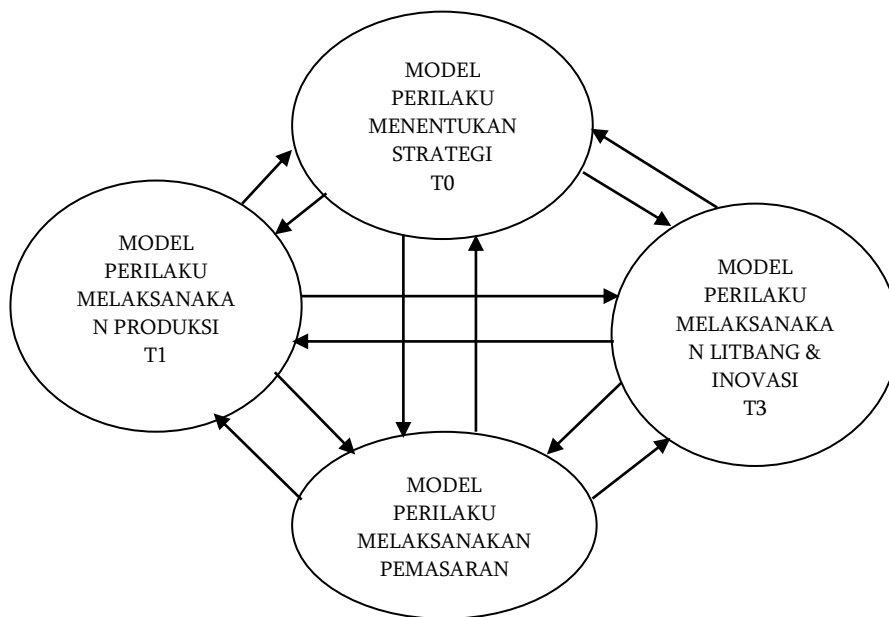 MODEL
PERILAKU
MENENTUKAN
STRATEGI
T0
MODEL
PERILAKU
MELAKSANAKA
N PRODUKSI
T1
MODEL
PERILAKU
MELAKSANAKA
N LITBANG &
INOVASI
T3
MODEL
PERILAKU
MELAKSANAKAN
PEMASARAN